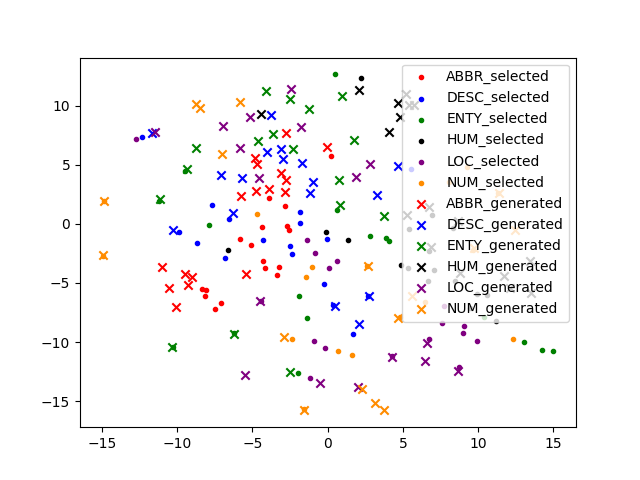 ABBR_selected
DESC_selected
ENTY_selected
HUM_selected
LOC_selected
NUM_selected
ABBR_generated
DESC_generated
ENTY_generated
HUM_generated
LOC_generated
NUM_generated
10
5
0
−5
−10
−15
−15 −10 −5 0 5 10 15